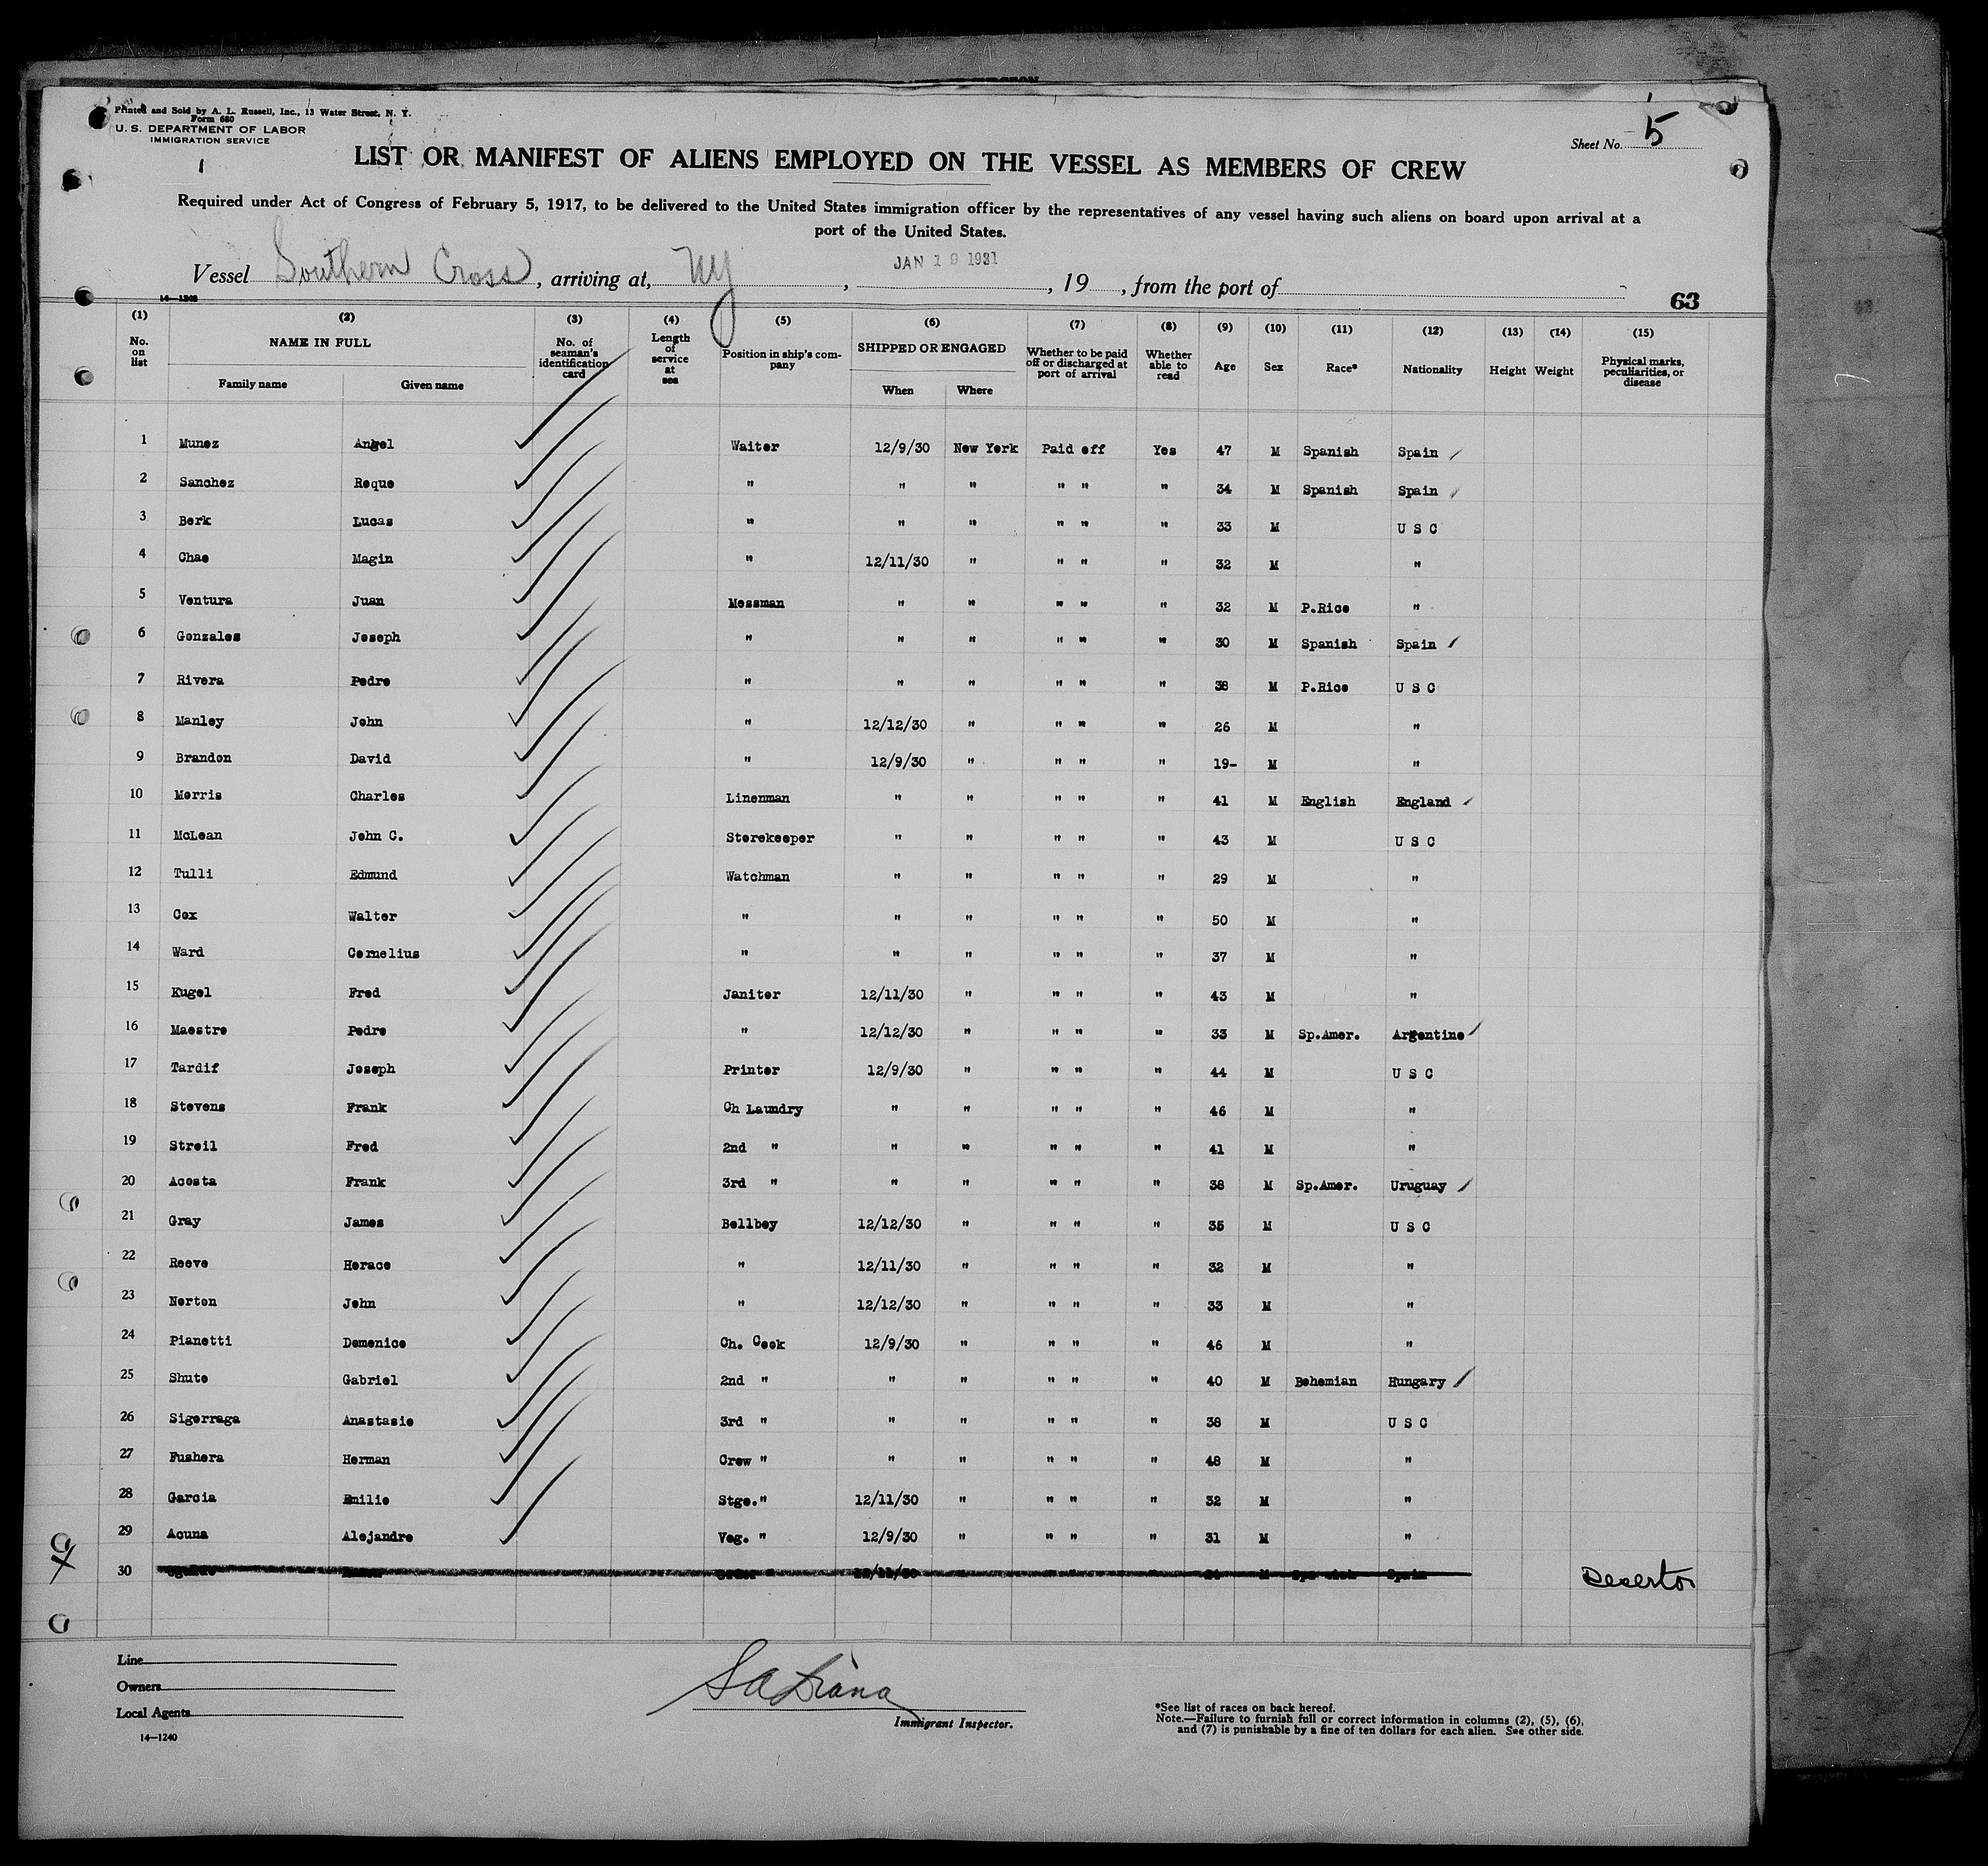 Printed and Sold by A. L. Russell, Inc., 13 Water Street, N. Y.
Form 680
U. S. DEPARTMENT OF LABOR
IMMIGRATION SERVICE
1
Sheet No. 5
LIST OR MANIFEST OF ALIENS EMPLOYED ON THE VESSEL AS MEMBERS OF CREW
Required under Act of Congress of February 5, 1917, to be delivered to the United States immigration officer by the representatives of any vessel having such aliens on board upon arrival at a
port of the United States.
Vessel Southern Cross, arriving at, NY, JAN 19 1931, 19 , from the port of
14—1240
63
(1) (2) (3) (4) (5) (6) (7) (8) (9) (10) (11) (12) (13) (14) (15)
No. on list NAME IN FULL Family name Given name No. of seaman's identification card Length of service at sea Position in ship's company SHIPPED OR ENGAGED When Where Whether to be paid off or discharged at port of arrival Whether able to read Age Sex Race* Nationality Height Weight Physical marks, peculiarities, or disease
1 Munez Angel Waiter 12/9/30 New York Paid off Yes 47 M Spanish Spain
2 Sanchez Roque " " " " " " 34 M Spanish Spain
3 Berk Lucas " " " " " " 33 M U S C
4 Chao Magin " 12/11/30 " " " " 32 M "
5 Ventura Juan Messman " " " " " 32 M P.Rico "
6 Gonzales Joseph " " " " " " 30 M Spanish Spain
7 Rivera Pedro " " " " " " 38 M P.Rico U S C
8 Manley John " 12/12/30 " " " " 26 M "
9 Brandon David " 12/9/30 " " " " 19- M "
10 Morris Charles Linenman " " " " " 41 M English England
11 McLean John C. Storekeeper " " " " " 43 M U S C
12 Tulli Edmund Watchman " " " " " 29 M "
13 Cox Walter " " " " " " 50 M "
14 Ward Cornelius " " " " " " 37 M "
15 Kugel Fred Janitor 12/11/30 " " " " 43 M "
16 Maestro Pedro " 12/12/30 " " " " 33 M Sp.Amer. Argentine
17 Tardif Joseph Printer 12/9/30 " " " " 44 M U S C
18 Stevens Frank Ch Laundry " " " " " 46 M "
19 Streil Fred 2nd " " " " " " 41 M "
20 Acosta Frank 3rd " " " " " " 38 M Sp.Amer. Uruguay
21 Gray James Bellboy 12/12/30 " " " " 35 M U S C
22 Reeve Horace " 12/11/30 " " " " 32 M "
23 Norton John " 12/12/30 " " " " 33 M "
24 Pianetti Domenico Ch. Cook 12/9/30 " " " " 46 M "
25 Shute Gabriel 2nd " " " " " " 40 M Bohemian Hungary
26 Sigorraga Anastasio 3rd " " " " " " 38 M U S C
27 Fushera Herman Crew " " " " " " 48 M "
28 Garcia Emilio Stge." 12/11/30 " " " " 32 M "
29 Acuna Alejandro Veg. " 12/9/30 " " " " 31 M "
30 12/11/30 " " " " M Spain Desertor
Line
Owners
Local Agents
14—1240
Immigrant Inspector.
*See list of races on back hereof.
Note.—Failure to furnish full or correct information in columns (2), (5), (6),
and (7) is punishable by a fine of ten dollars for each alien. See other side.